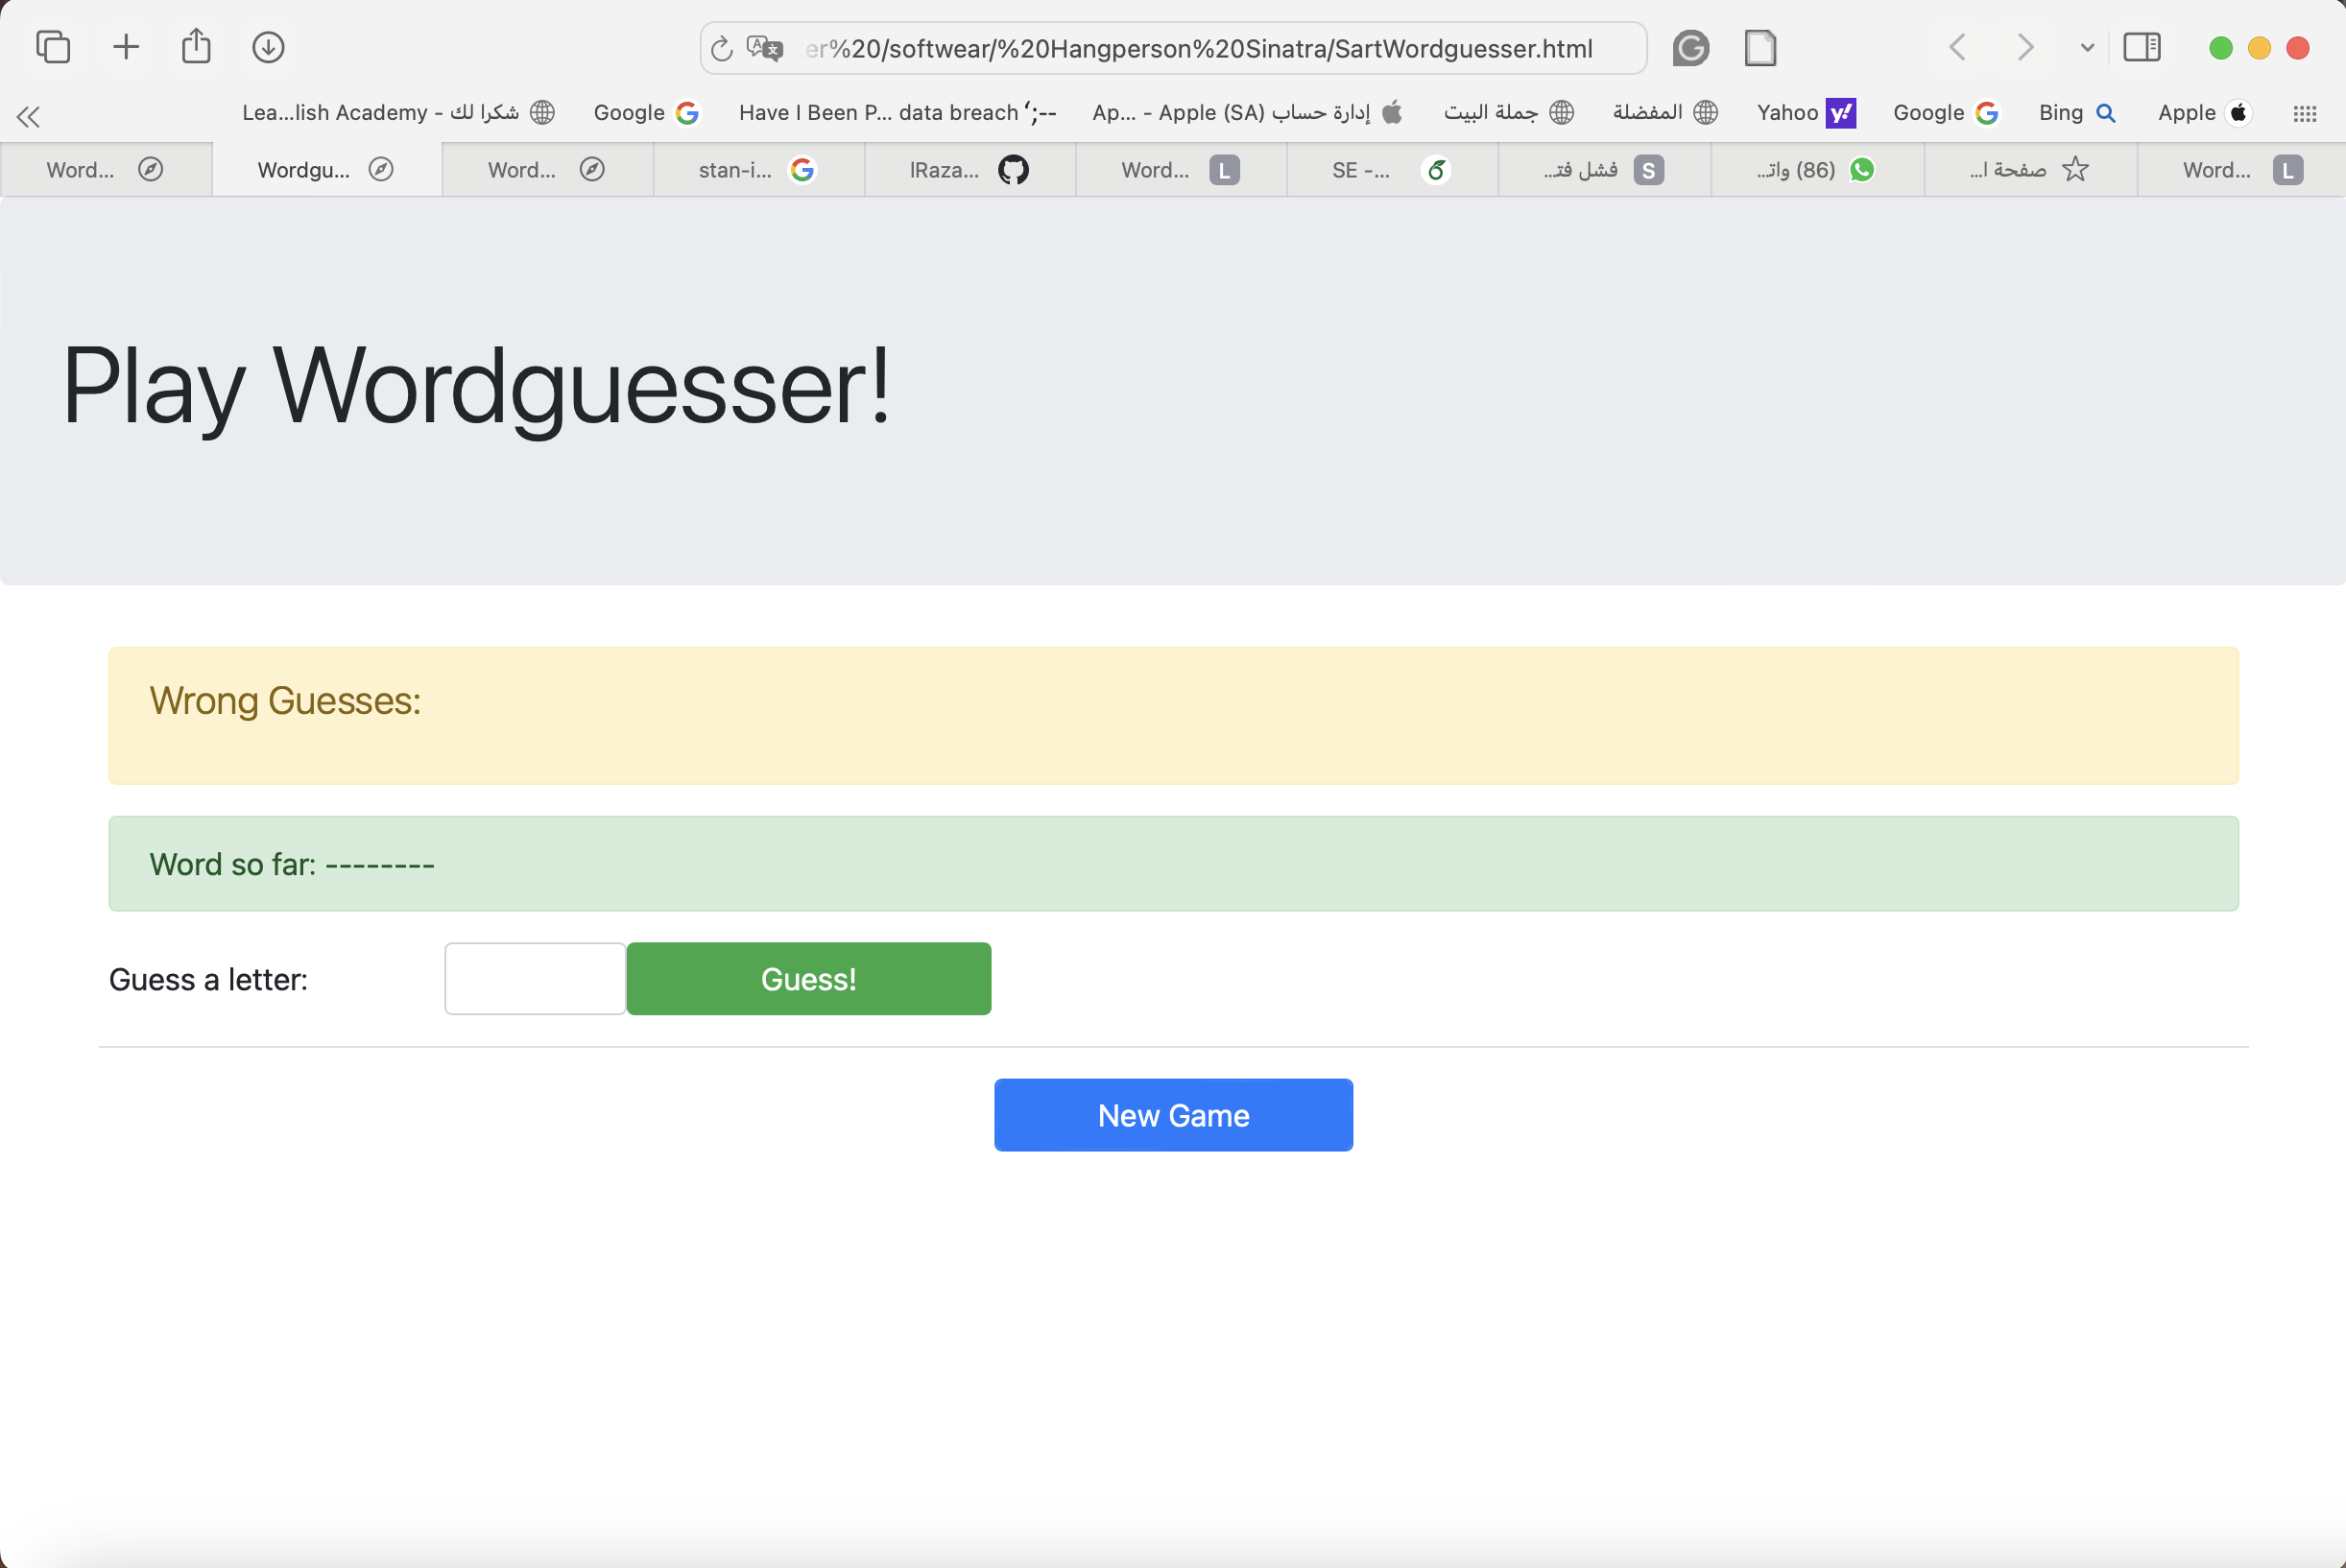 er%20/softwear/%20Hangperson%20Sinatra/SartWordguesser.html
Lea...lish Academy - شكرا لك
Google
Have I Been P... data breach ‘;--
Ap... - Apple (SA) إدارة حساب
جملة البيت
المفضلة
Yahoo
Google
Bing
Apple
Word...
Wordgu...
Word...
stan-i...
lRaza...
Word... L
SE -...
فشل فتـ... S
(86) واتـ...
صفحة ا...
Word... L
Play Wordguesser!
Wrong Guesses:
Word so far: --------
Guess a letter:
Guess!
New Game